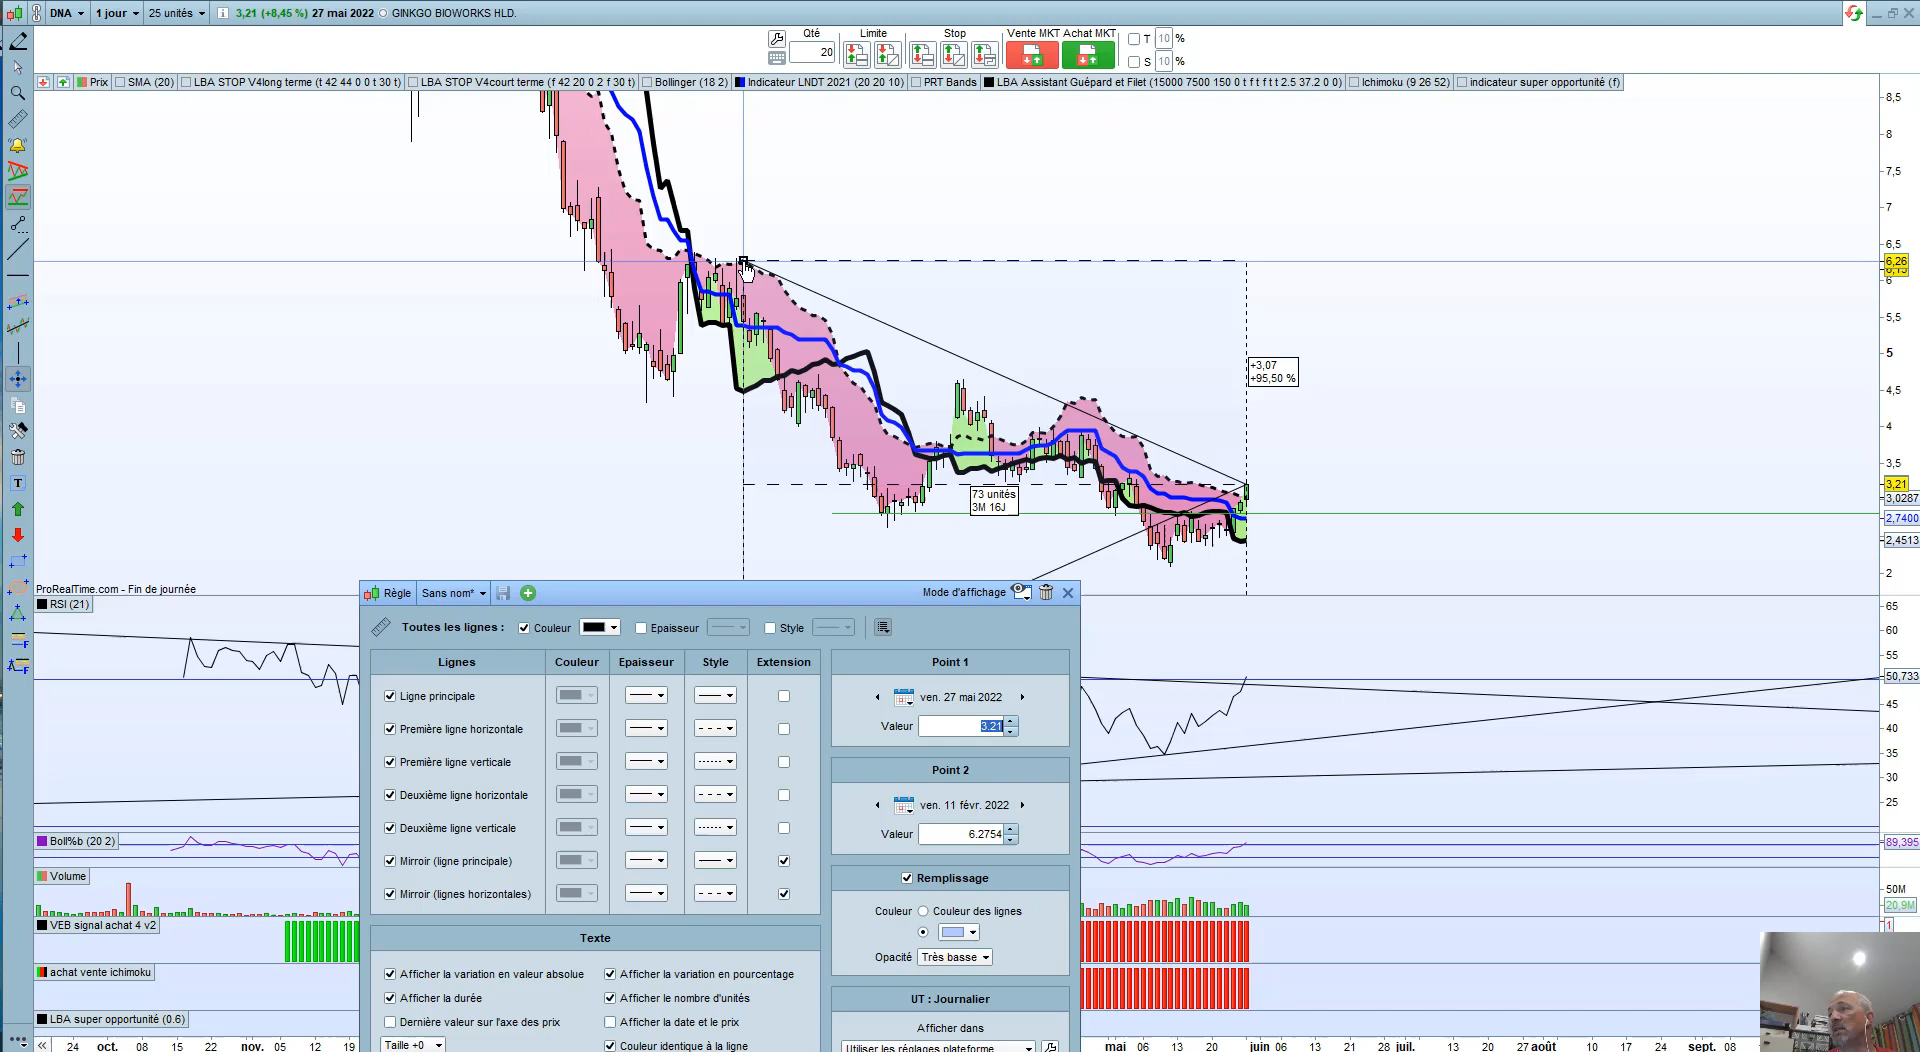 DNA 1 jour 25 unités 3,21 (+8,45 %) 27 mai 2022 GINKGO BIOWORKS HLD.
Qté Limite Stop Vente MKT Achat MKT T 10 %
20 S 10 %
Prix SMA (20) LBA STOP V4long terme (t 42 44 0 0 t 30 t) LBA STOP V4court terme (f 42 20 0 2 f 30 t) Bollinger (18 2) Indicateur LNDT 2021 (20 20 10) PRT Bands LBA Assistant Guépard et Filet (15000 7500 150 0 t f t f t t 2.5 37.2 0 0) Ichimoku (9 26 52) indicateur super opportunité (f)
8,5
8
7,5
7
6,5
6,26
6
5,5
5
4,5
4
3,5
3,21
3,0287
2,7400
2,4513
2
+3,07
+95,50 %
73 unités
3M 16J
ProRealTime.com - Fin de journée
RSI (21)
65
60
55
50,733
45
40
35
30
25
Règle Sans nom* Mode d'affichage
Toutes les lignes : Couleur Epaisseur Style
Lignes Couleur Epaisseur Style Extension
Ligne principale
Première ligne horizontale
Première ligne verticale
Deuxième ligne horizontale
Deuxième ligne verticale
Mirroir (ligne principale)
Mirroir (lignes horizontales)
Point 1
ven. 27 mai 2022
Valeur 3.21
Point 2
ven. 11 févr. 2022
Valeur 6.2754
Remplissage
Couleur Couleur des lignes
Opacité Très basse
UT : Journalier
Afficher dans
Utiliser les réglages plateforme
Texte
Afficher la variation en valeur absolue Afficher la variation en pourcentage
Afficher la durée Afficher le nombre d'unités
Dernière valeur sur l'axe des prix Afficher la date et le prix
Taille +0 Couleur identique à la ligne
Boll%b (20 2)
89,395
Volume
50M
20,9M
VEB signal achat 4 v2
1
achat vente ichimoku
LBA super opportunité (0.6)
24 oct. 08 15 22 nov. 05 12 19 mai 06 13 20 juin 06 13 21 28 juil. 13 20 27 août 10 17 24 sept. 08